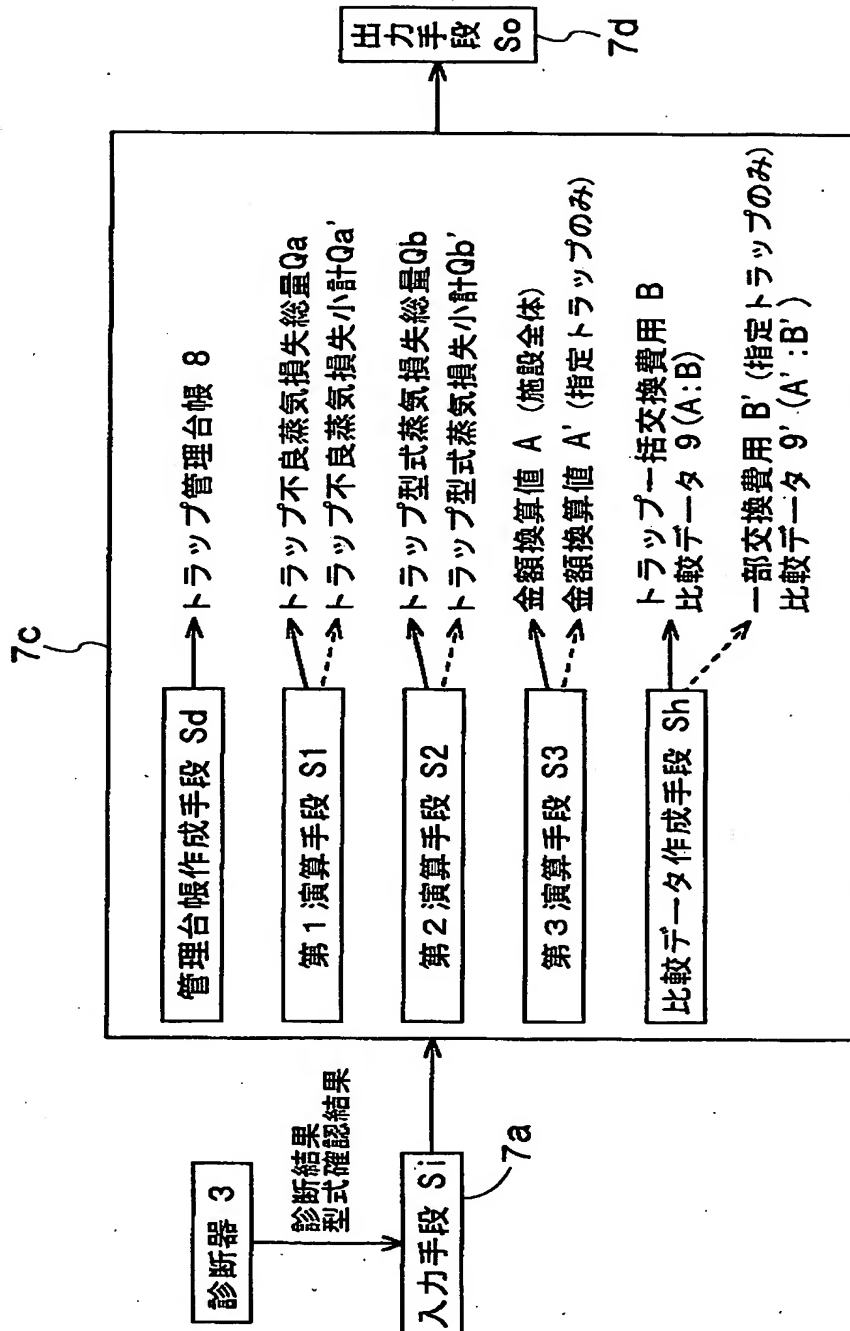 7c
診断器 3
診断結果
型式確認結果
入力手段 Si
7a
管理台帳作成手段 Sd
トラップ管理台帳 8
第1演算手段 S1
トラップ不良蒸気損失総量Qa
トラップ不良蒸気損失小計Qa'
第2演算手段 S2
トラップ型式蒸気損失総量Qb
トラップ型式蒸気損失小計Qb'
第3演算手段 S3
金額換算値 A (施設全体)
金額換算値 A' (指定トラップのみ)
比較データ作成手段 Sh
トラップ一括交換費用 B
比較データ 9 (A:B)
一部交換費用 B' (指定トラップのみ)
比較データ 9' (A':B')
出力手段
So
7d